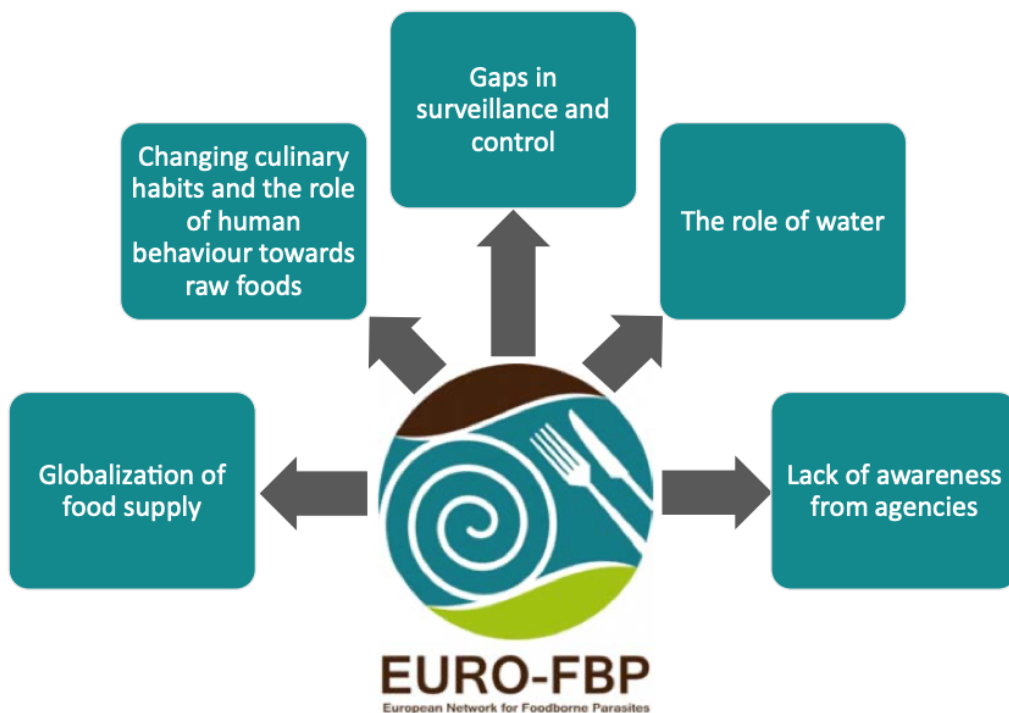 Gaps in
surveillance and
control
Changing culinary
habits and the role
of human
behaviour towards
raw foods
The role of water
Globalization of
food supply
Lack of awareness
from agencies
EURO-FBP
European Network for Foodborne Parasites